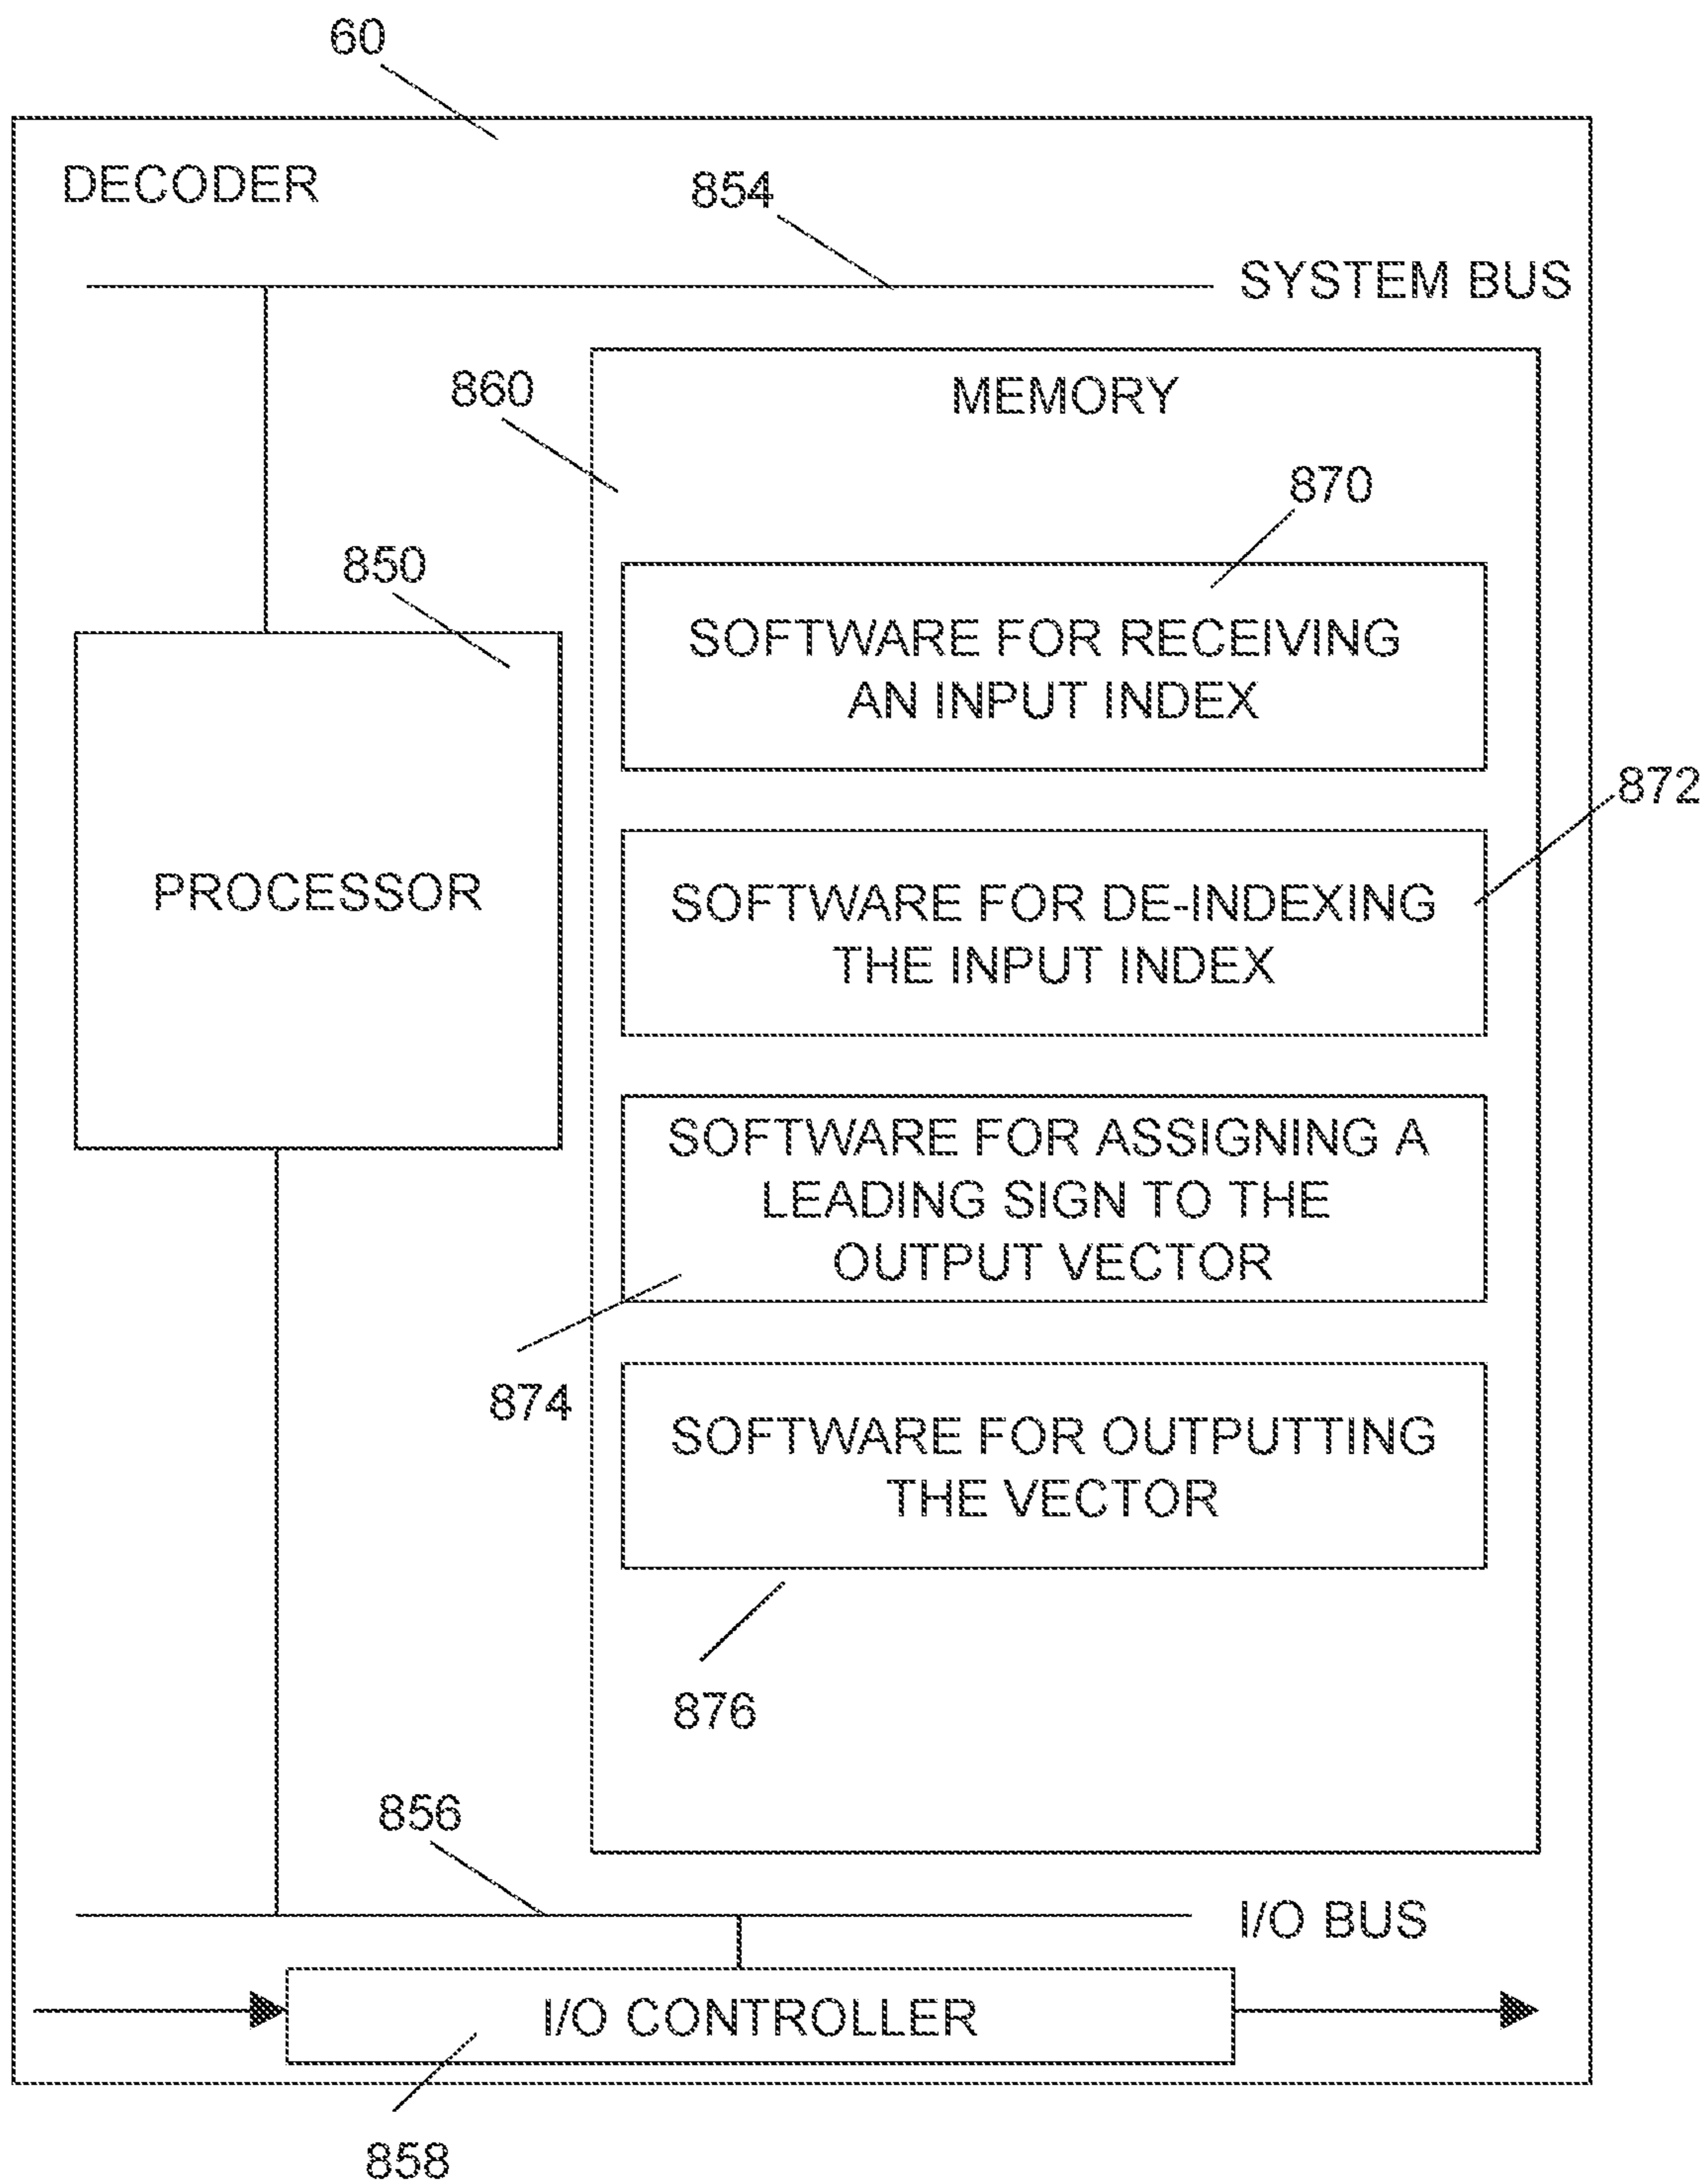 60
DECODER
854
SYSTEM BUS
860
MEMORY
870
850
SOFTWARE FOR RECEIVING
AN INPUT INDEX
872
PROCESSOR
SOFTWARE FOR DE-INDEXING
THE INPUT INDEX
SOFTWARE FOR ASSIGNING A
LEADING SIGN TO THE
OUTPUT VECTOR
874
SOFTWARE FOR OUTPUTTING
THE VECTOR
876
856
I/O BUS
I/O CONTROLLER
858